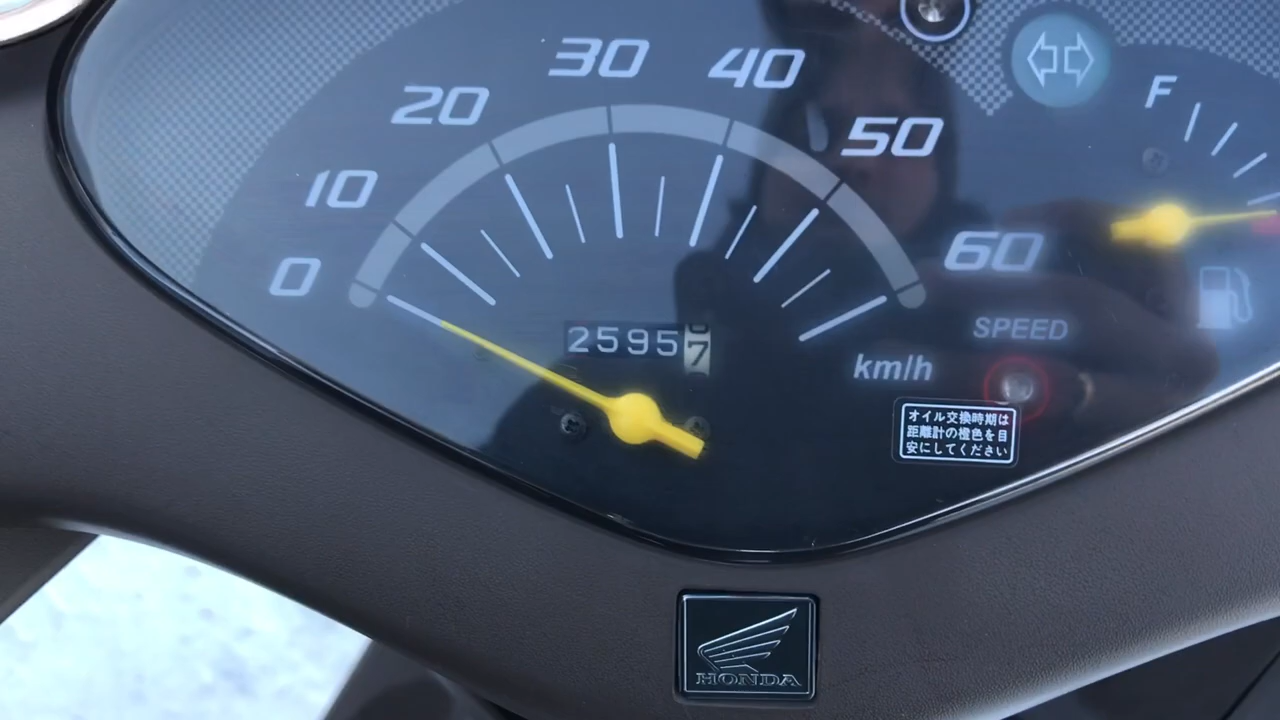 0
10
20
30
40
50
60
F
25957
SPEED
km/h
オイル交換時期は
距離計の橙色を目
安にしてください
HONDA